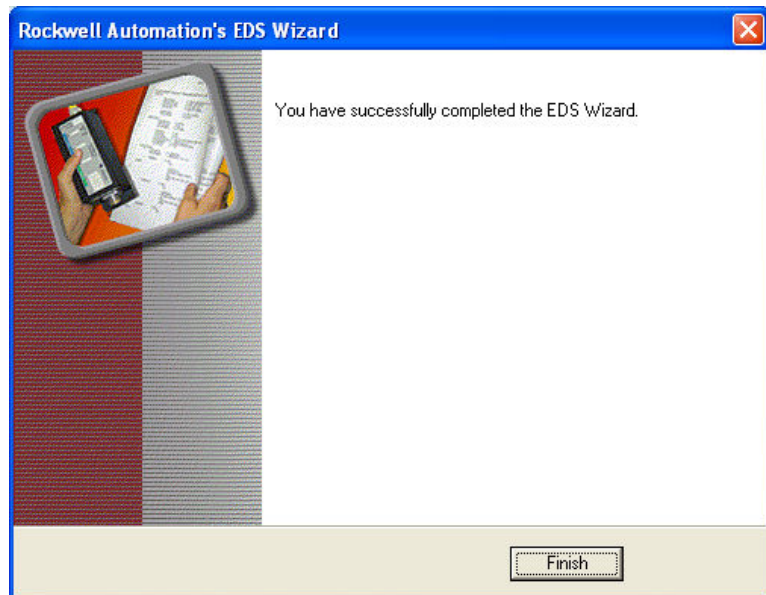 Rockwell Automation's EDS Wizard
You have successfully completed the EDS Wizard.
Finish